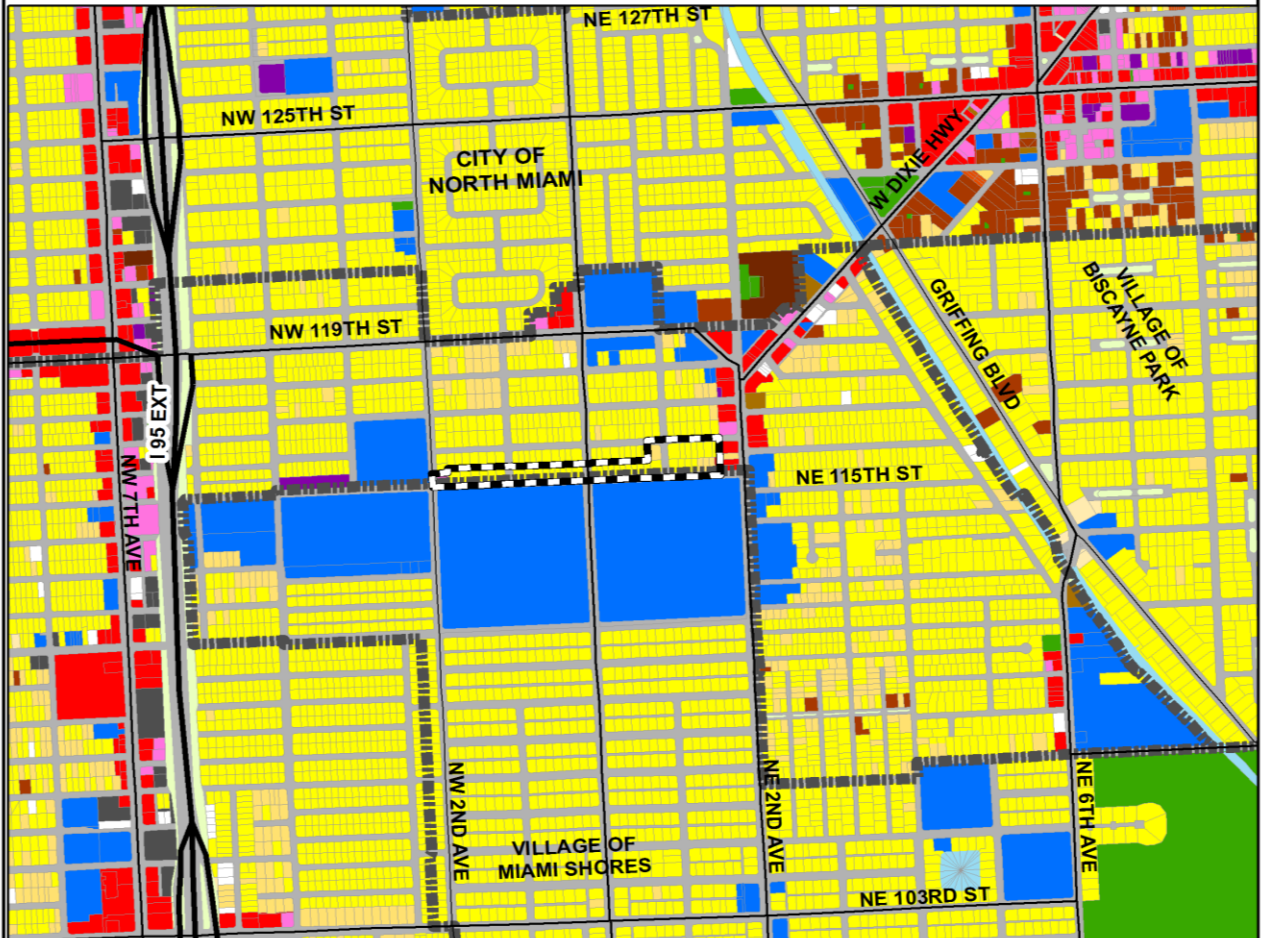 NE 127TH ST
NW 125TH ST
CITY OF
NORTH MIAMI
W DIXIE HWY
NW 119TH ST
GRIFFING BLVD
VILLAGE OF
BISCAYNE PARK
I 95 EXT
NW 7TH AVE
NE 115TH ST
NW 2ND AVE
NE 2ND AVE
NE 6TH AVE
VILLAGE OF
MIAMI SHORES
NE 103RD ST